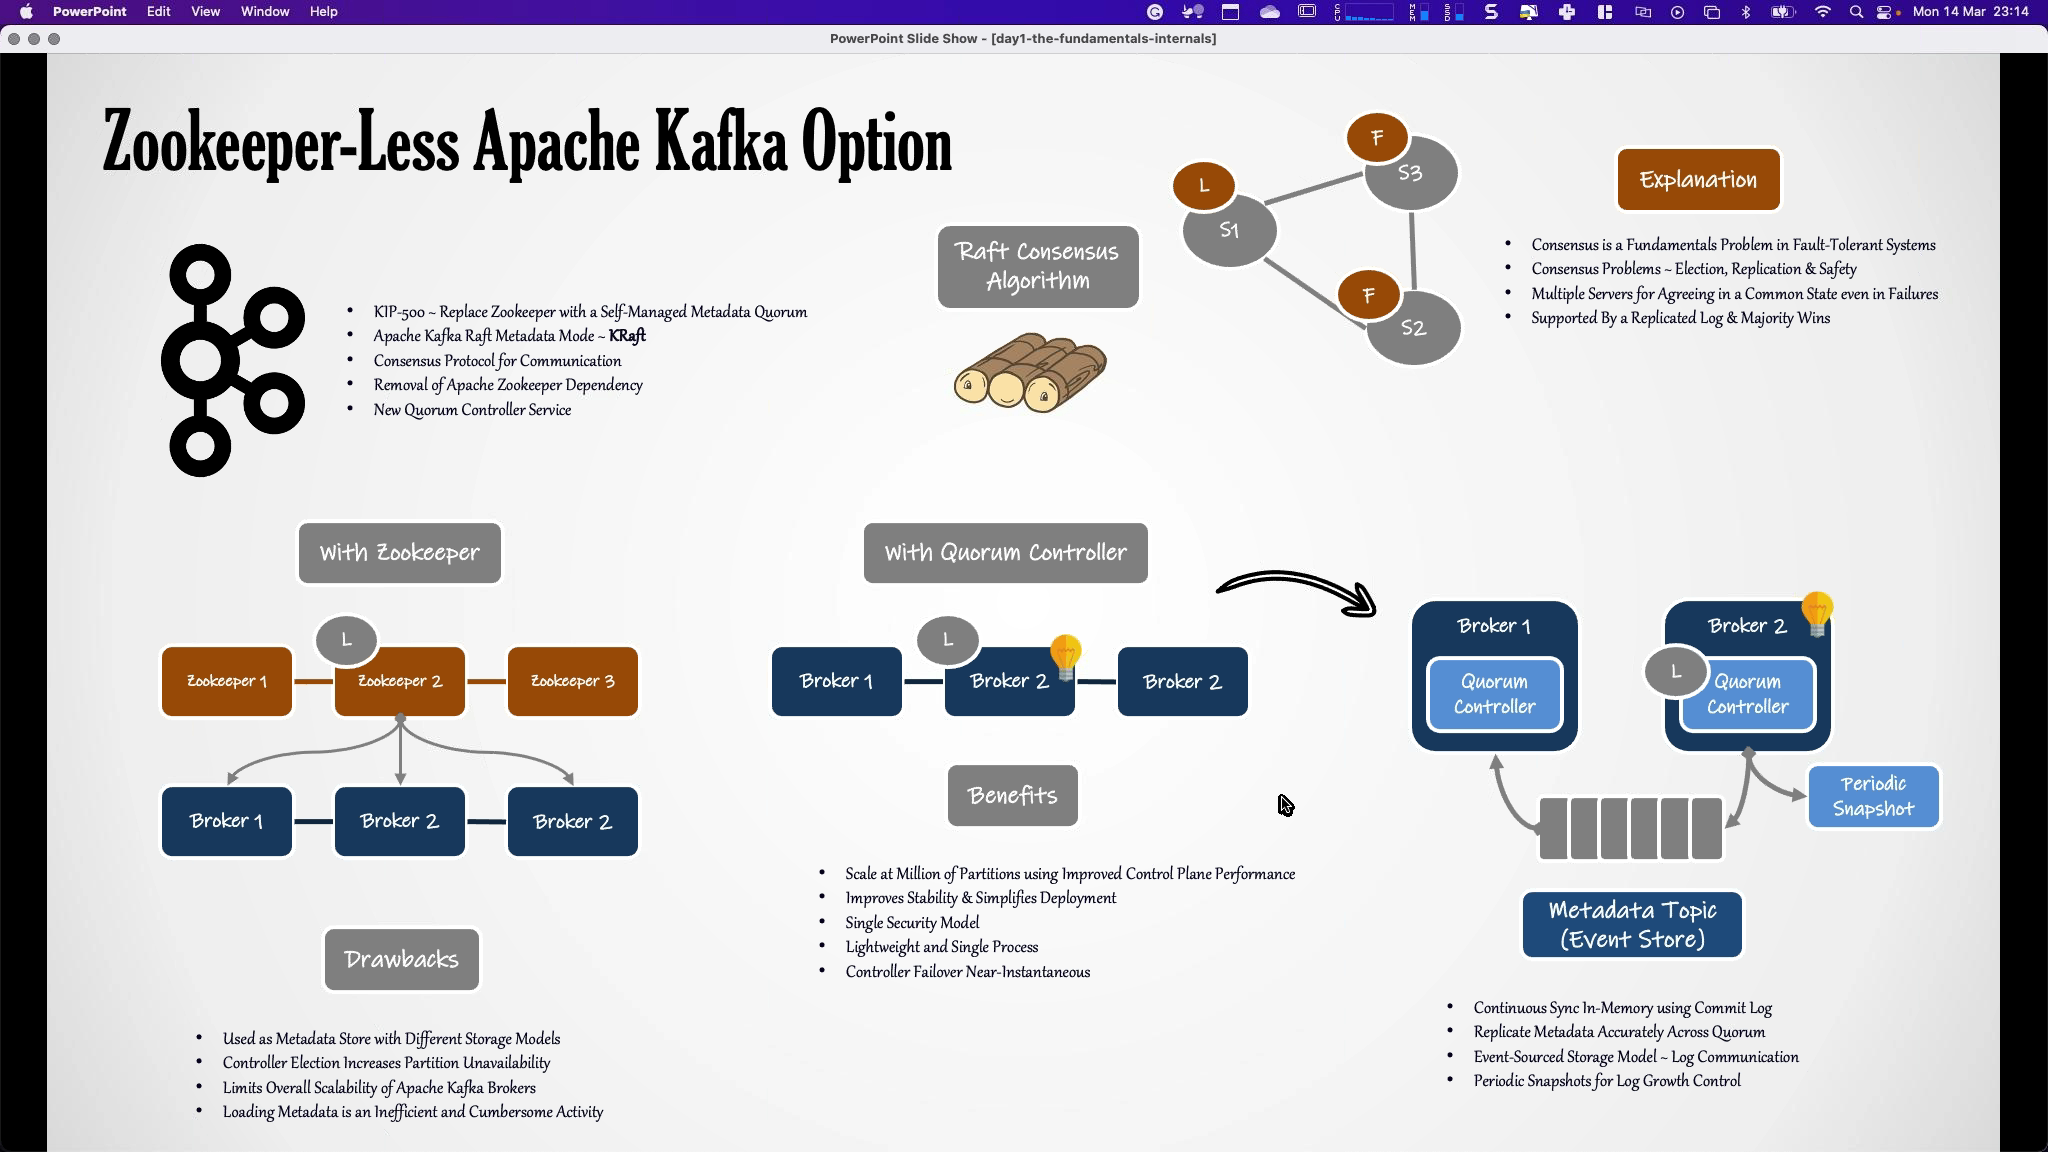 PowerPoint Edit View Window Help
CPU MEM SSD Mon 14 Mar 23:14
PowerPoint Slide Show - [day1-the-fundamentals-internals]
Zookeeper-Less Apache Kafka Option
• KIP-500 ~ Replace Zookeeper with a Self-Managed Metadata Quorum
• Apache Kafka Raft Metadata Mode ~ KRaft
• Consensus Protocol for Communication
• Removal of Apache Zookeeper Dependency
• New Quorum Controller Service
Raft Consensus
Algorithm
L
S1
F
S3
F
S2
Explanation
• Consensus is a Fundamentals Problem in Fault-Tolerant Systems
• Consensus Problems ~ Election, Replication & Safety
• Multiple Servers for Agreeing in a Common State even in Failures
• Supported By a Replicated Log & Majority Wins
With Zookeeper
L
Zookeeper 1
Zookeeper 2
Zookeeper 3
Broker 1
Broker 2
Broker 2
Drawbacks
• Used as Metadata Store with Different Storage Models
• Controller Election Increases Partition Unavailability
• Limits Overall Scalability of Apache Kafka Brokers
• Loading Metadata is an Inefficient and Cumbersome Activity
With Quorum Controller
L
Broker 1
Broker 2
Broker 2
Benefits
• Scale at Million of Partitions using Improved Control Plane Performance
• Improves Stability & Simplifies Deployment
• Single Security Model
• Lightweight and Single Process
• Controller Failover Near-Instantaneous
Broker 1
Quorum
Controller
Broker 2
L
Quorum
Controller
Periodic
Snapshot
Metadata Topic
(Event Store)
• Continuous Sync In-Memory using Commit Log
• Replicate Metadata Accurately Across Quorum
• Event-Sourced Storage Model ~ Log Communication
• Periodic Snapshots for Log Growth Control